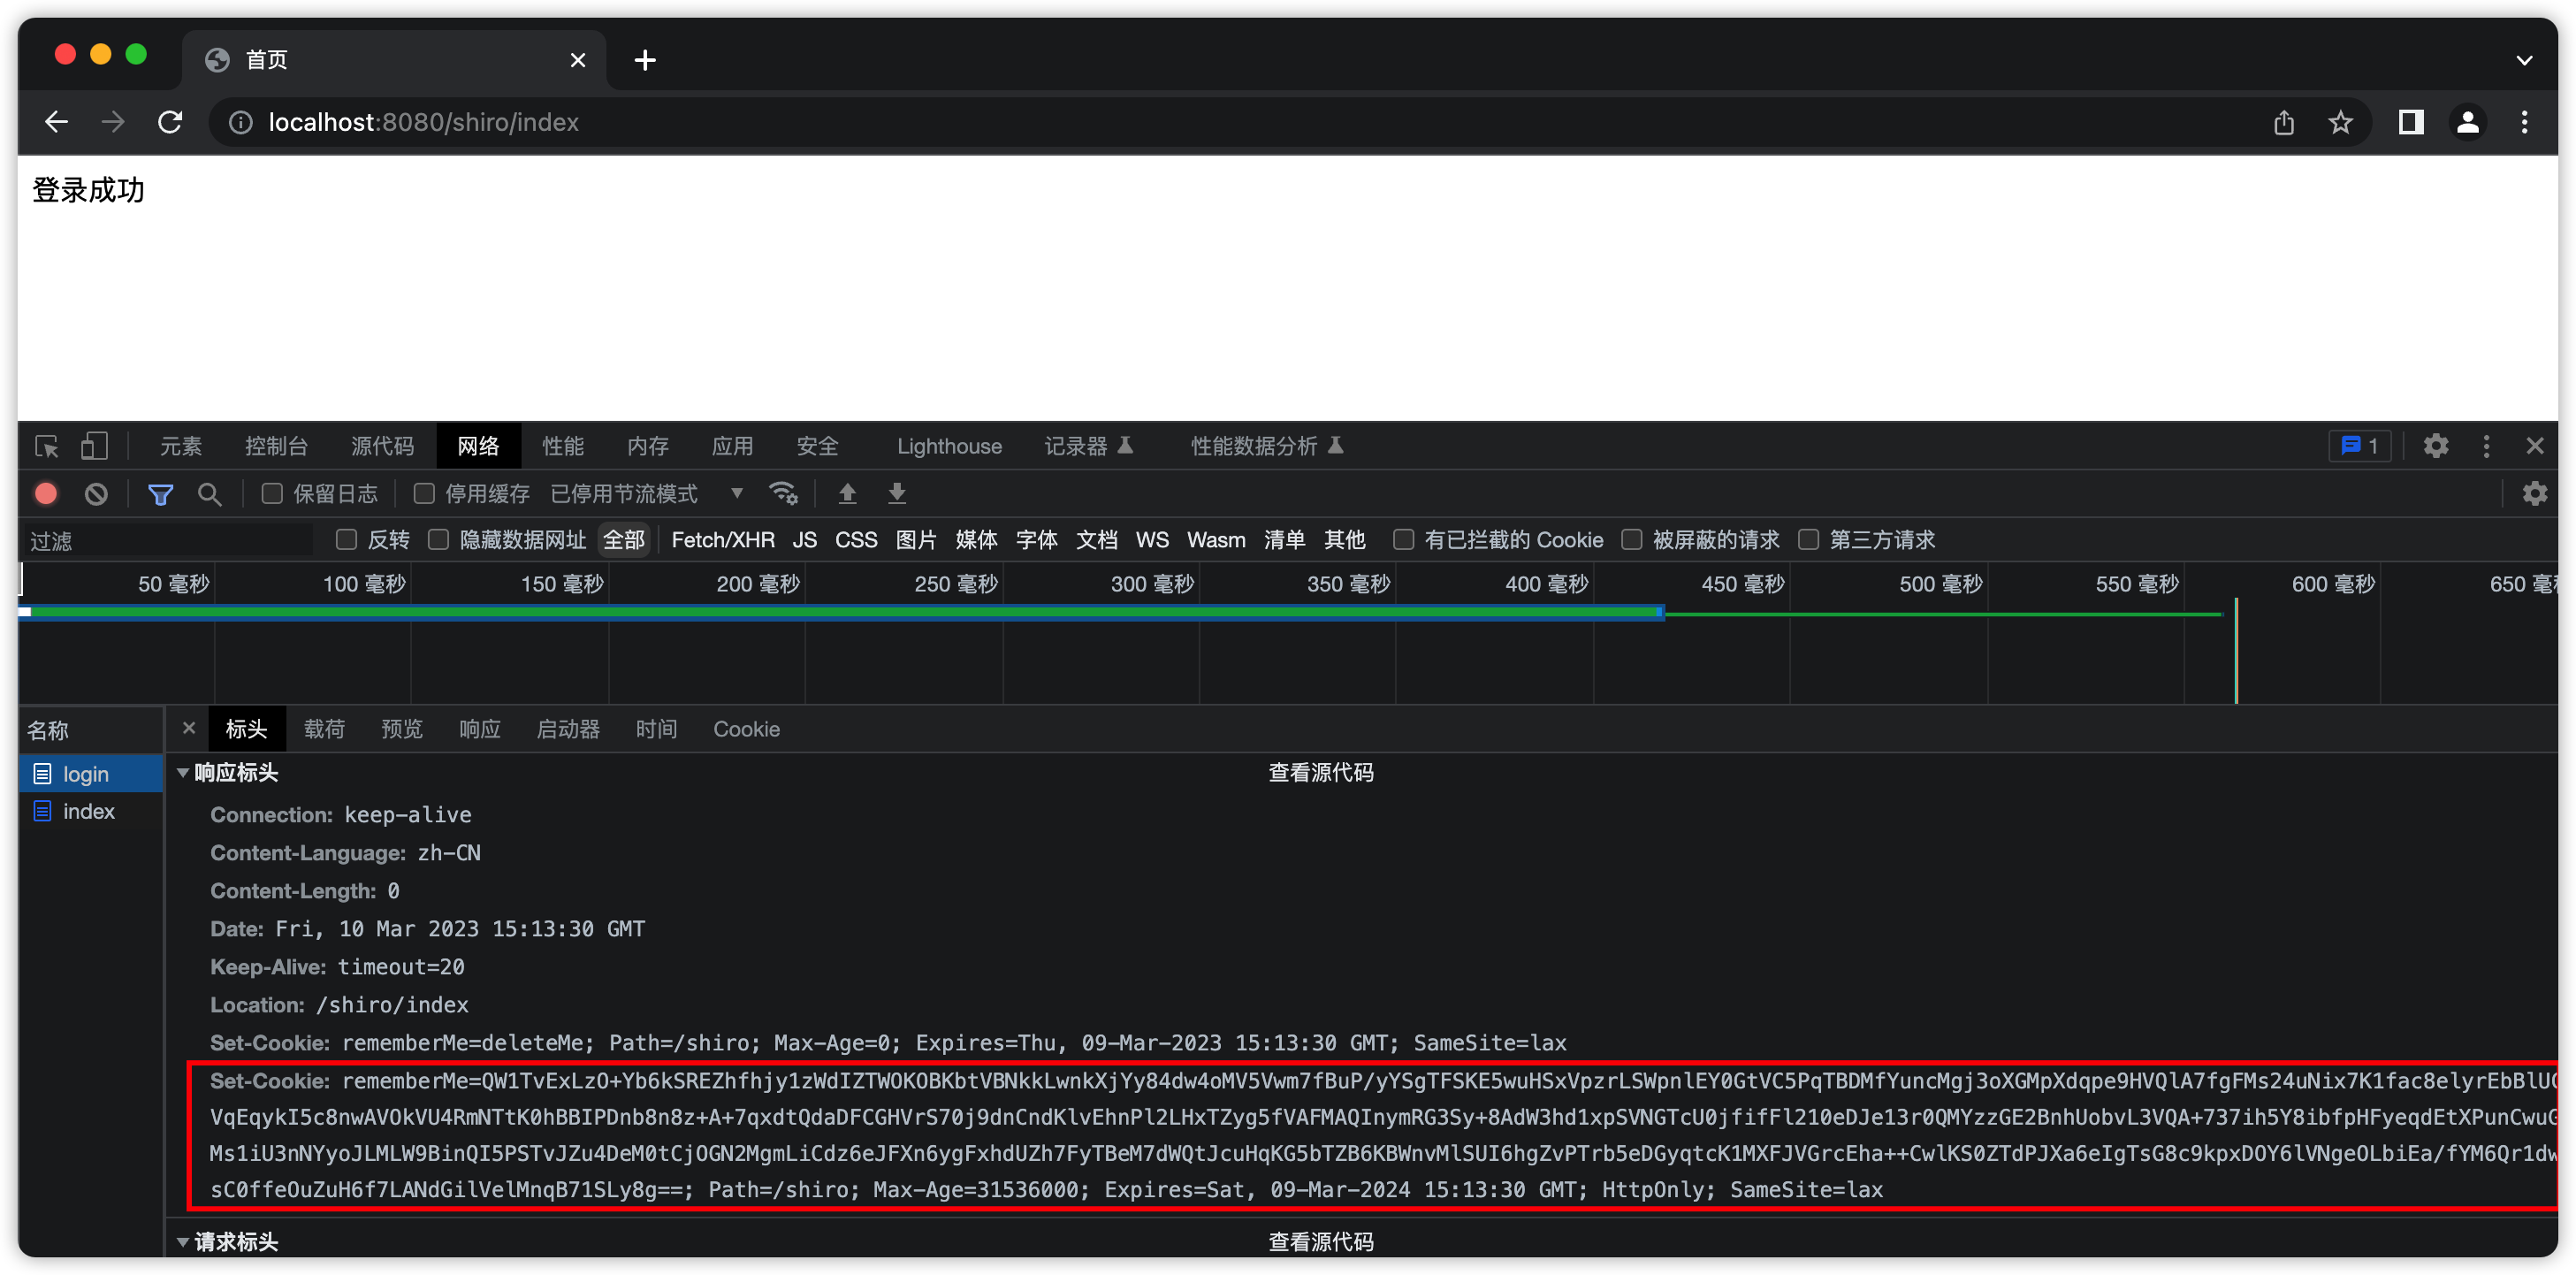 首页
localhost:8080/shiro/index
登录成功
元素 控制台 源代码 网络 性能 内存 应用 安全 Lighthouse 记录器 性能数据分析 1
保留日志 停用缓存 已停用节流模式
过滤 反转 隐藏数据网址 全部 Fetch/XHR JS CSS 图片 媒体 字体 文档 WS Wasm 清单 其他 有已拦截的 Cookie 被屏蔽的请求 第三方请求
50 毫秒 100 毫秒 150 毫秒 200 毫秒 250 毫秒 300 毫秒 350 毫秒 400 毫秒 450 毫秒 500 毫秒 550 毫秒 600 毫秒 650 毫
名称 标头 载荷 预览 响应 启动器 时间 Cookie
login
index
响应标头 查看源代码
Connection: keep-alive
Content-Language: zh-CN
Content-Length: 0
Date: Fri, 10 Mar 2023 15:13:30 GMT
Keep-Alive: timeout=20
Location: /shiro/index
Set-Cookie: rememberMe=deleteMe; Path=/shiro; Max-Age=0; Expires=Thu, 09-Mar-2023 15:13:30 GMT; SameSite=lax
Set-Cookie: rememberMe=QW1TvExLzO+Yb6kSREZhfhjy1zWdIZTWOKOBKbtVBNkkLwnkXjYy84dw4oMV5Vwm7fBuP/yYSgTFSKE5wuHSxVpzrLSWpnlEY0GtVC5PqTBDMfYuncMgj3oXGMpXdqpe9HVQlA7fgFMs24uNix7K1fac8elyrEbBlU
VqEqykI5c8nwAVOkVU4RmNTtK0hBBIPDnb8n8z+A+7qxdtQdaDFCGHVrS70j9dnCndKlvEhnPl2LHxTZyg5fVAFMAQInymRG3Sy+8AdW3hd1xpSVNGTcU0jfifFl210eDJe13r0QMYzzGE2BnhUobvL3VQA+737ih5Y8ibfpHFyeqdEtXPunCwu
Ms1iU3nNYyoJLMLW9BinQI5PSTvJZu4DeM0tCjOGN2MgmLiCdz6eJFXn6ygFxhdUZh7FyTBeM7dWQtJcuHqKG5bTZB6KBWnvMlSUI6hgZvPTrb5eDGyqtcK1MXFJVGrcEha++CwlKS0ZTdPJXa6eIgTsG8c9kpxDOY6lVNgeOLbiEa/fYM6Qr1dw
sC0ffeOuZuH6f7LANdGilVelMnqB71SLy8g==; Path=/shiro; Max-Age=31536000; Expires=Sat, 09-Mar-2024 15:13:30 GMT; HttpOnly; SameSite=lax
请求标头 查看源代码